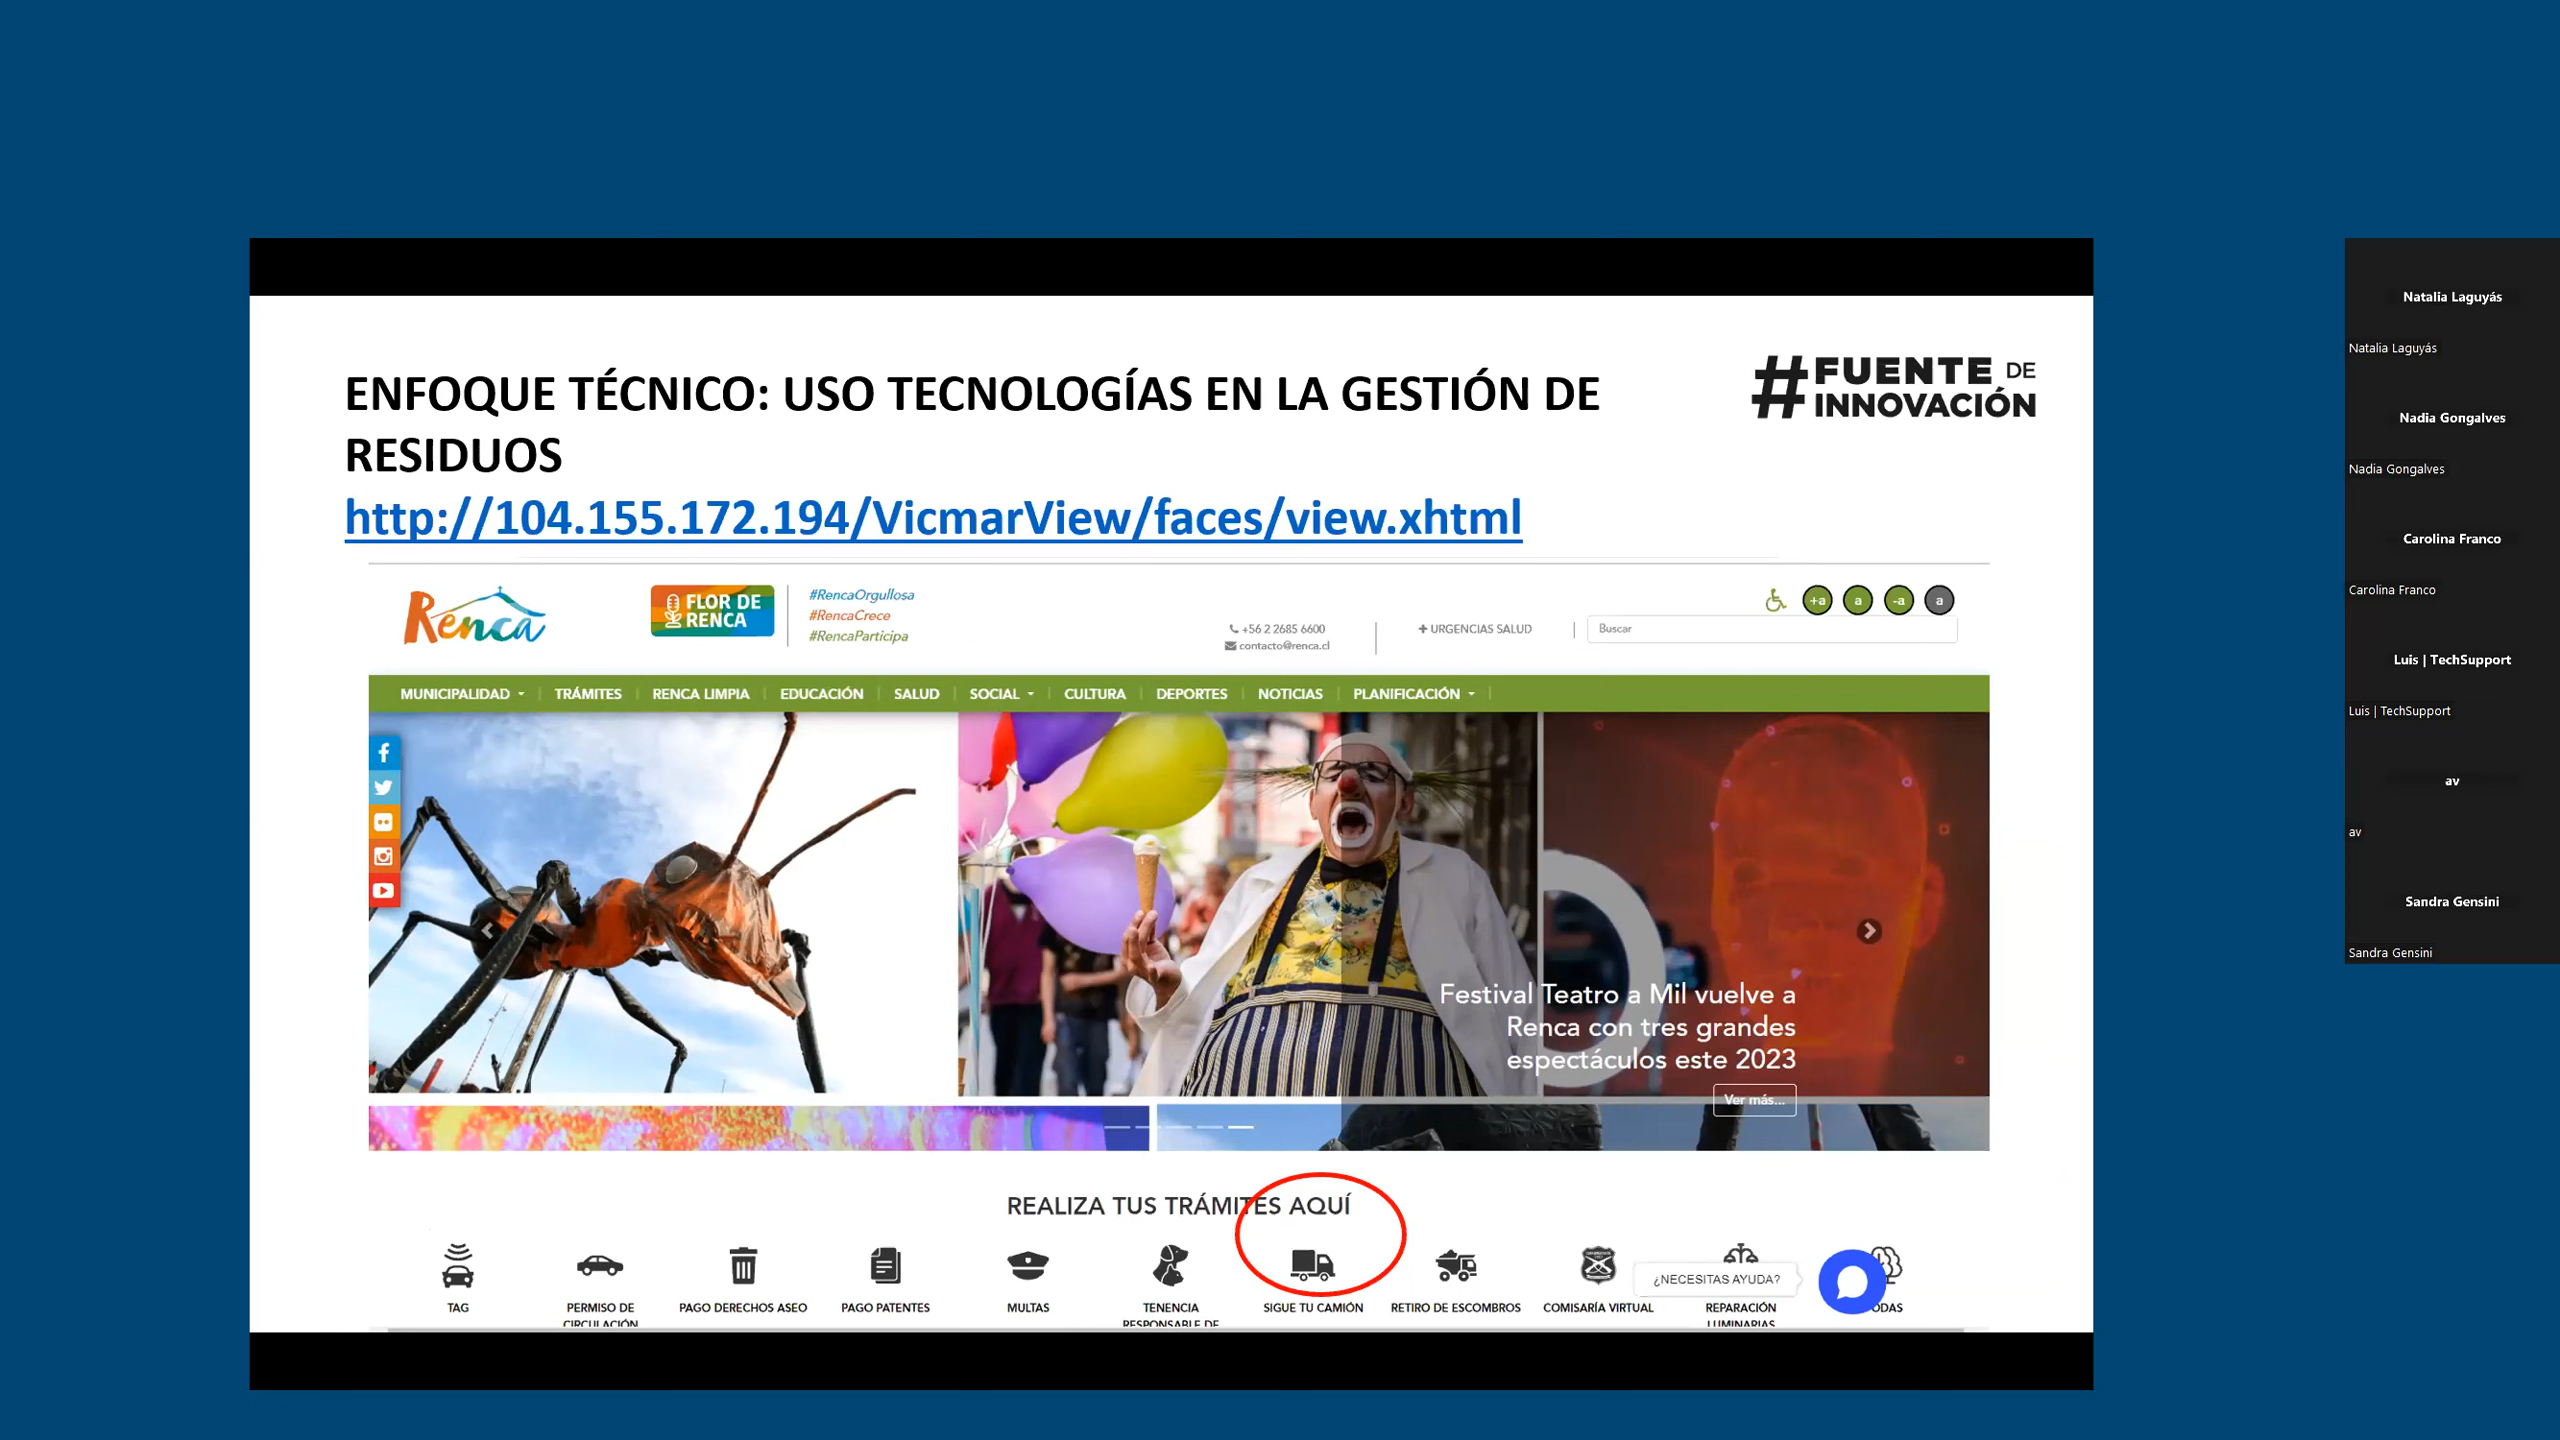 ENFOQUE TÉCNICO: USO TECNOLOGÍAS EN LA GESTIÓN DE
RESIDUOS
http://104.155.172.194/VicmarView/faces/view.xhtml
#FUENTE DE
INNOVACIÓN
Renca
FLOR DE
RENCA
#RencaOrgullosa
#RencaCrece
#RencaParticipa
+56 2 2685 6600
contacto@renca.cl
URGENCIAS SALUD
+a a -a a
Buscar
MUNICIPALIDAD TRÁMITES RENCA LIMPIA EDUCACIÓN SALUD SOCIAL CULTURA DEPORTES NOTICIAS PLANIFICACIÓN
Festival Teatro a Mil vuelve a
Renca con tres grandes
espectáculos este 2023
Ver más...
REALIZA TUS TRÁMITES AQUÍ
TAG
PERMISO DE
CIRCULACIÓN
PAGO DERECHOS ASEO
PAGO PATENTES
MULTAS
TENENCIA
RESPONSABLE DE
SIGUE TU CAMIÓN
RETIRO DE ESCOMBROS
COMISARÍA VIRTUAL
REPARACIÓN
LUMINARIAS
ODAS
¿NECESITAS AYUDA?
Natalia Laguyás
Natalia Laguyás
Nadia Gongalves
Nadia Gongalves
Carolina Franco
Carolina Franco
Luis | TechSupport
Luis | TechSupport
av
av
Sandra Gensini
Sandra Gensini